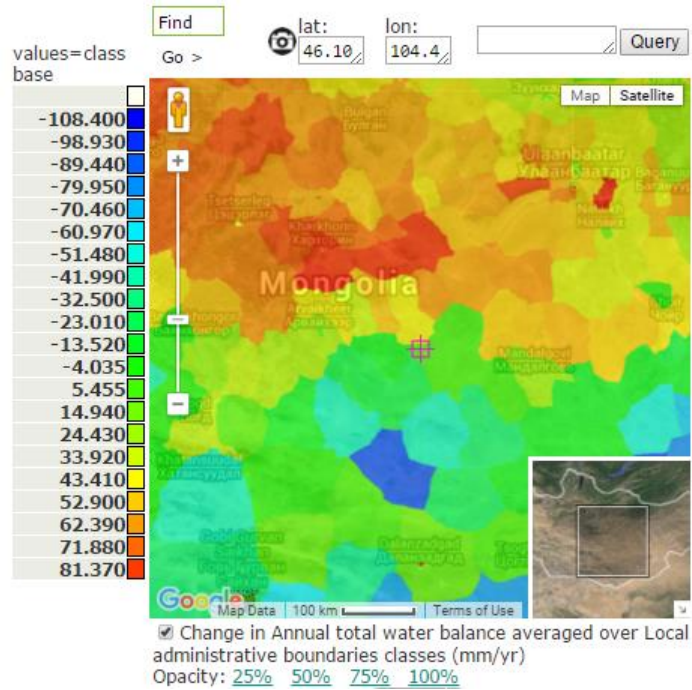 Find
Go >
lat:
46.10
lon:
104.4
Query
values=class
base
-108.400
-98.930
-89.440
-79.950
-70.460
-60.970
-51.480
-41.990
-32.500
-23.010
-13.520
-4.035
5.455
14.940
24.430
33.920
43.410
52.900
62.390
71.880
81.370
Map Satellite
Ulaanbaatar
Улаанбаатар
Tsetserleg
Kharkhorin
Mongolia
Arvaikheer
Mandalgovi
Dalanzadgad
Google
Map Data 100 km Terms of Use
Change in Annual total water balance averaged over Local
administrative boundaries classes (mm/yr)
Opacity: 25% 50% 75% 100%